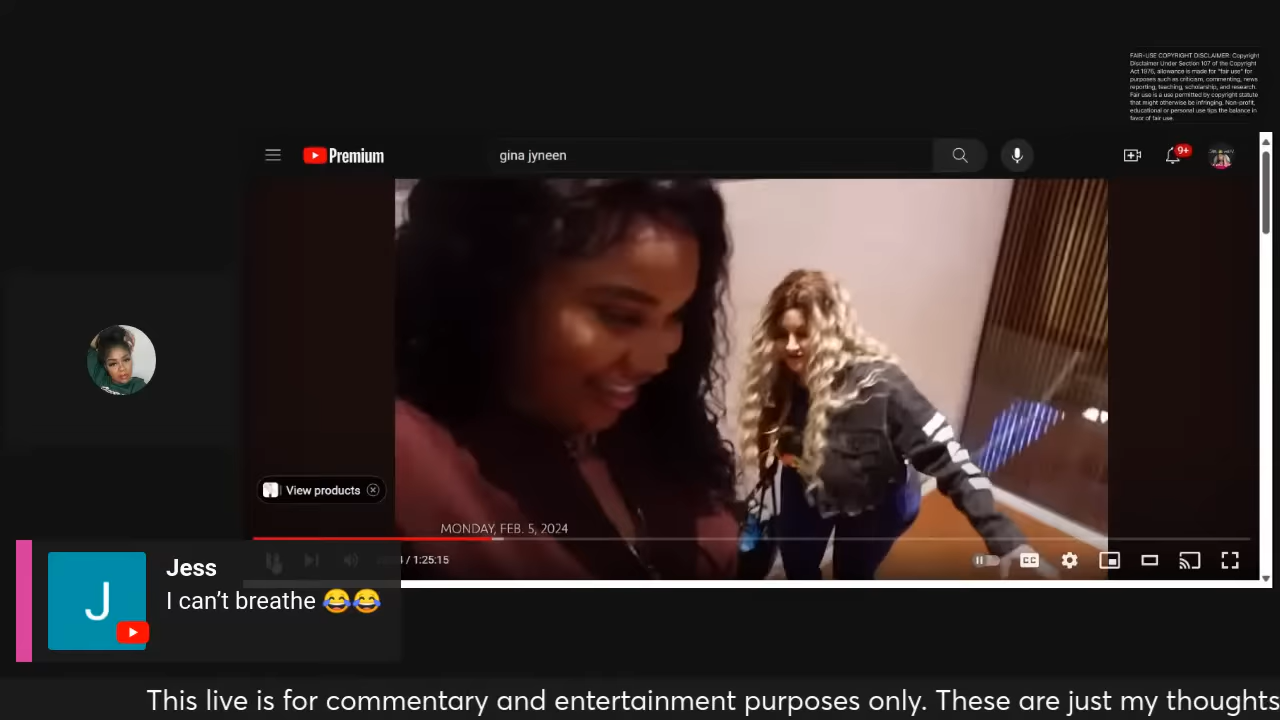 FAIR-USE COPYRIGHT DISCLAIMER: Copyright
Disclaimer Under Section 107 of the Copyright
Act 1976, allowance is made for "fair use" for
purposes such as criticism, commenting, news
reporting, teaching, scholarship, and research.
Fair use is a use permitted by copyright statute
that might otherwise be infringing. Non-profit,
educational or personal use tips the balance in
favor of fair use.
Premium
gina jyneen
9+
View products
MONDAY, FEB. 5, 2024
/ 1:25:15
CC
J
Jess
I can't breathe 😂😂
This live is for commentary and entertainment purposes only. These are just my thoughts